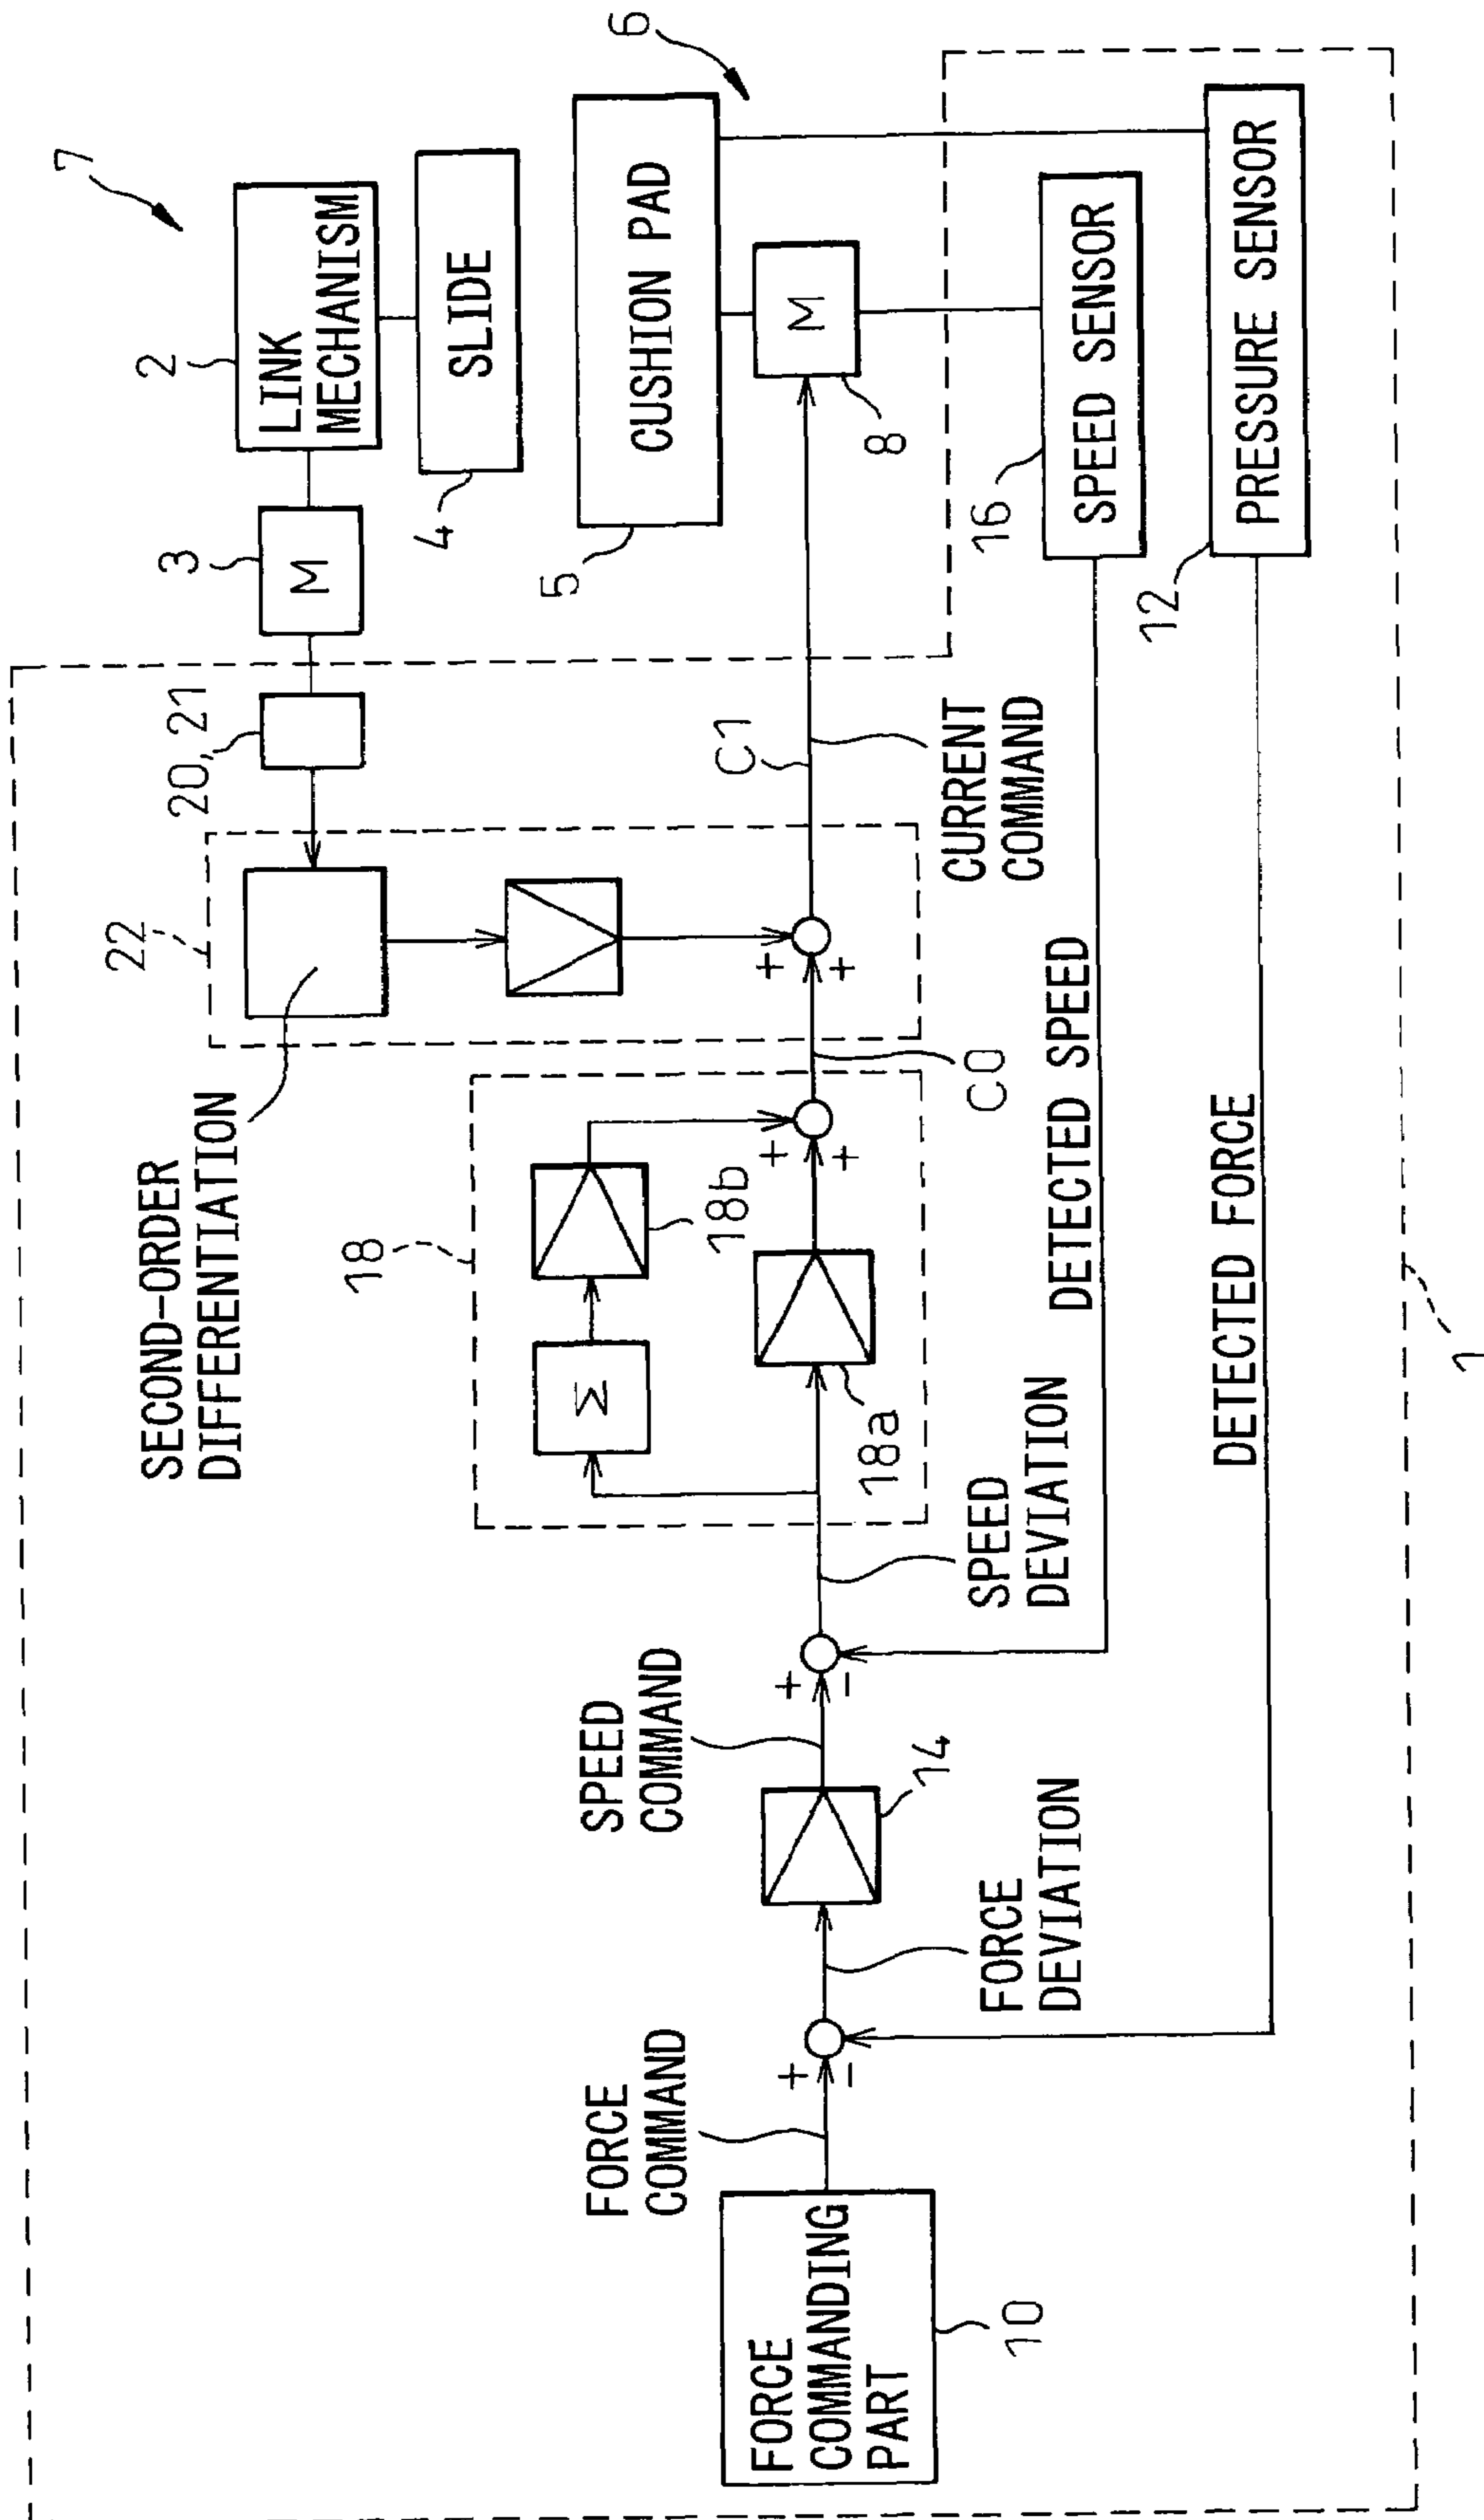 7
6
2
LINK
MECHANISM
3
M
20, 21
4
SLIDE
5
CUSHION PAD
M
8
22
SECOND-ORDER
DIFFERENTIATION
+
+
C1
CURRENT
COMMAND
C0
16
SPEED SENSOR
12
PRESSURE SENSOR
18
Σ
18b
18a
+
+
SPEED
DEVIATION
DETECTED SPEED
DETECTED FORCE
SPEED
COMMAND
+
−
14
FORCE
DEVIATION
FORCE
COMMAND
+
−
FORCE
COMMANDING
PART
10
1